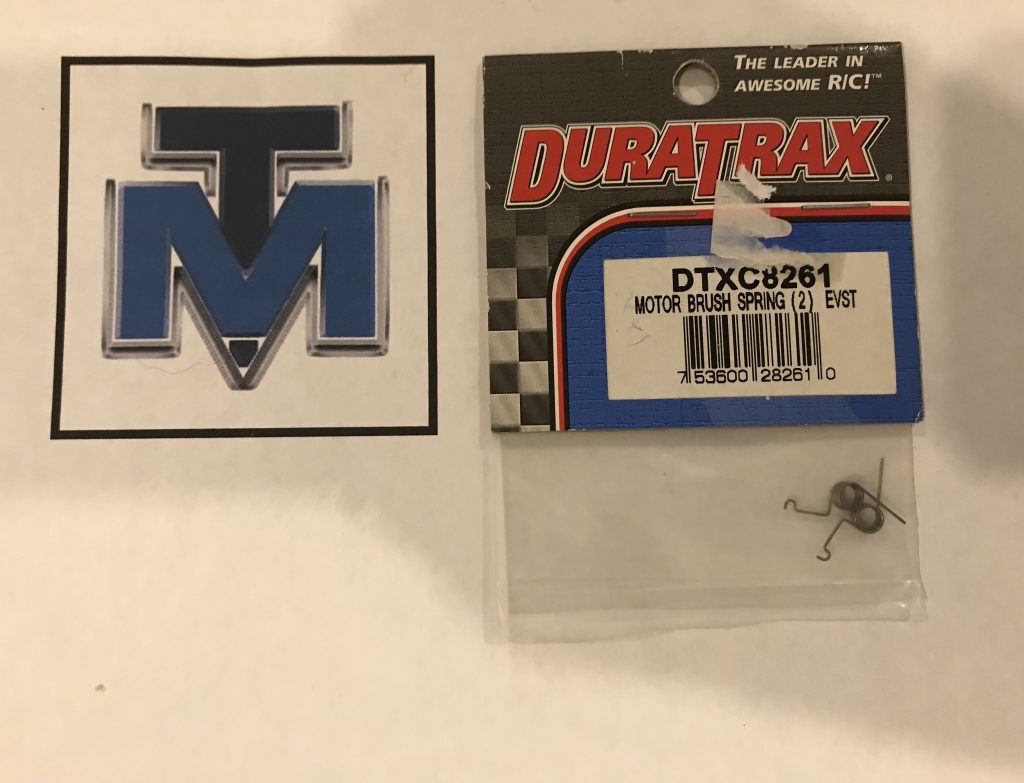 TM
THE LEADER IN
AWESOME R/C!™
DURATRAX®
DTXC8261
MOTOR BRUSH SPRING (2) EVST
7 53600 28261 0